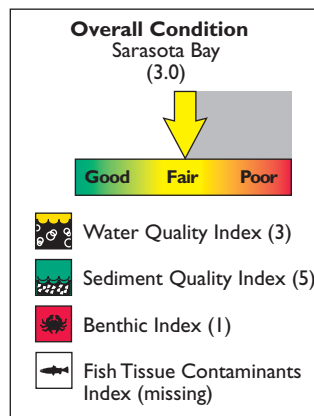 Overall Condition
Sarasota Bay
(3.0)
Good Fair Poor
Water Quality Index (3)
Sediment Quality Index (5)
Benthic Index (1)
Fish Tissue Contaminants
Index (missing)